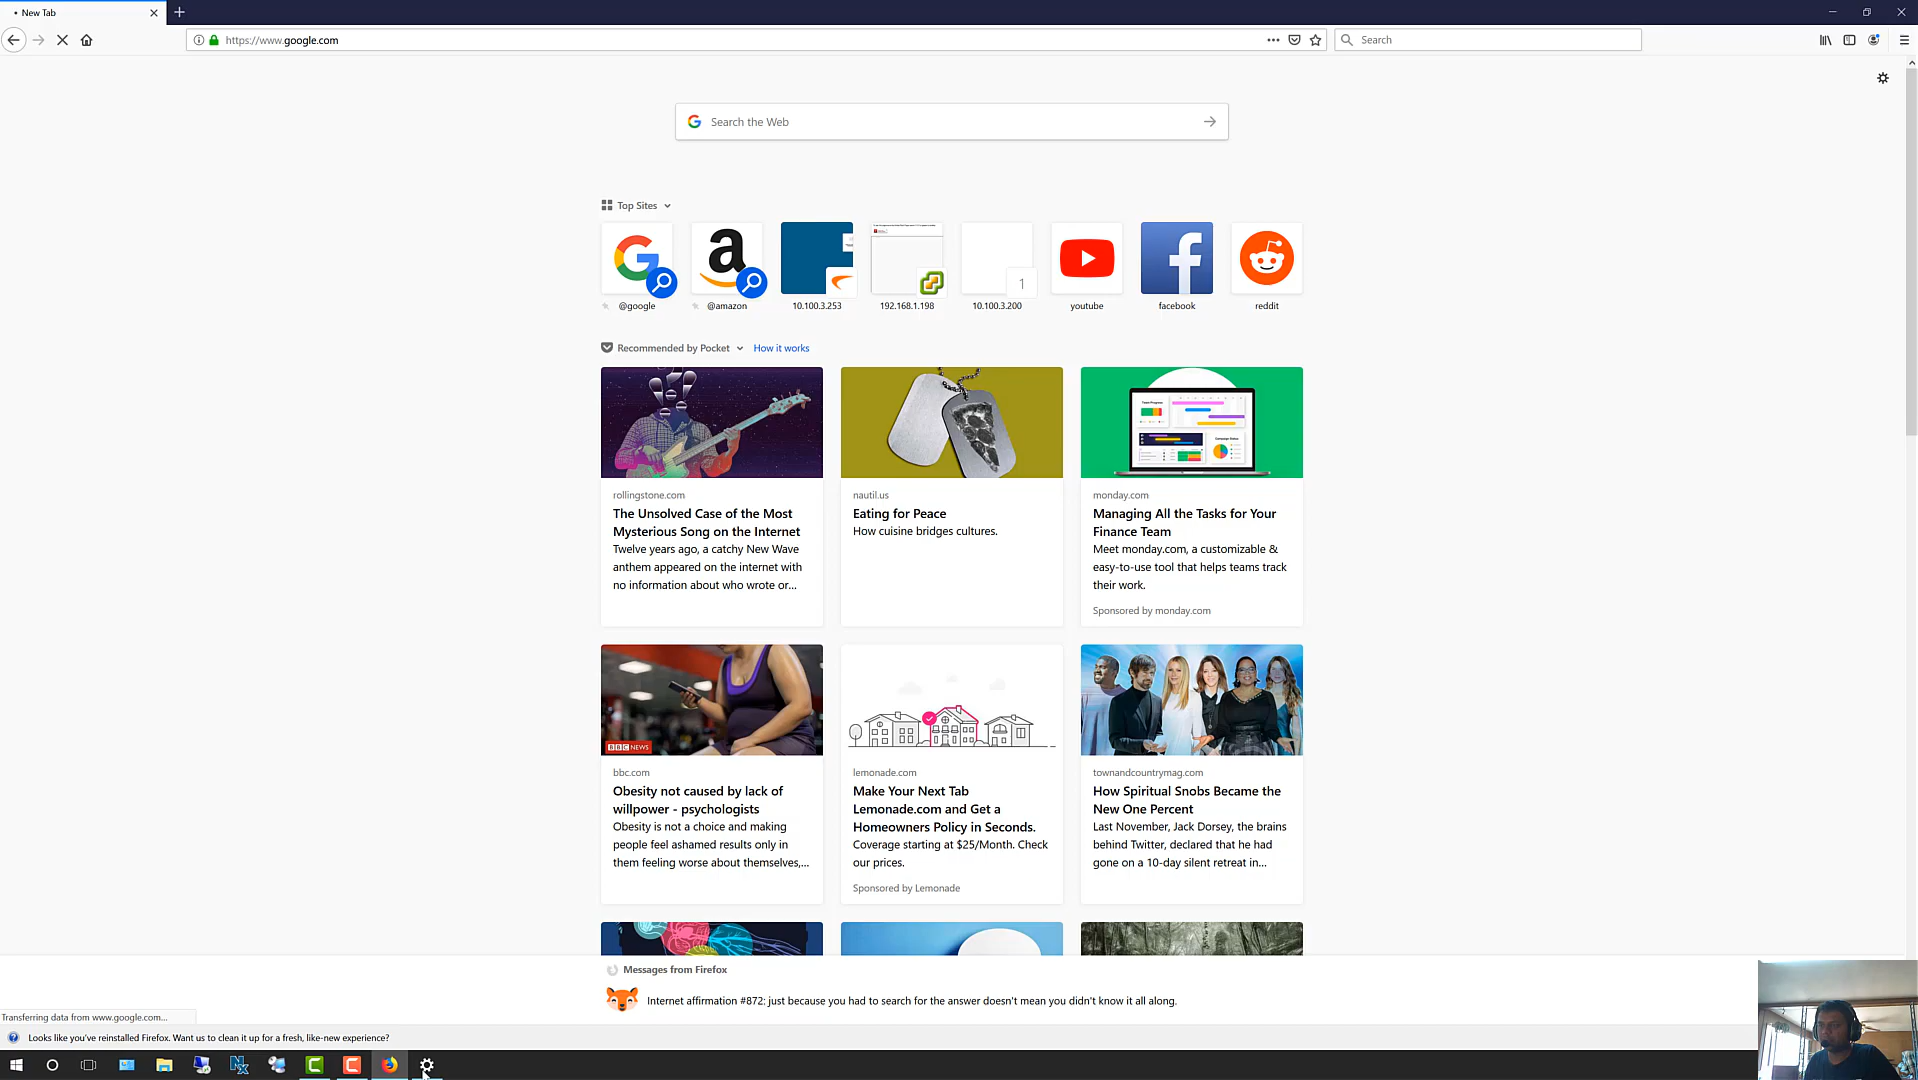 New Tab
https://www.google.com
Search
Search the Web
Top Sites
@google
@amazon
10.100.3.253
192.168.1.198
1
10.100.3.200
youtube
facebook
reddit
Recommended by Pocket
How it works
rollingstone.com
The Unsolved Case of the Most
Mysterious Song on the Internet
Twelve years ago, a catchy New Wave
anthem appeared on the internet with
no information about who wrote or...
nautil.us
Eating for Peace
How cuisine bridges cultures.
monday.com
Managing All the Tasks for Your
Finance Team
Meet monday.com, a customizable &
easy-to-use tool that helps teams track
their work.
Sponsored by monday.com
BBC NEWS
bbc.com
Obesity not caused by lack of
willpower - psychologists
Obesity is not a choice and making
people feel ashamed results only in
them feeling worse about themselves,...
lemonade.com
Make Your Next Tab
Lemonade.com and Get a
Homeowners Policy in Seconds.
Coverage starting at $25/Month. Check
our prices.
Sponsored by Lemonade
townandcountrymag.com
How Spiritual Snobs Became the
New One Percent
Last November, Jack Dorsey, the brains
behind Twitter, declared that he had
gone on a 10-day silent retreat in...
Messages from Firefox
Internet affirmation #872: just because you had to search for the answer doesn't mean you didn't know it all along.
Transferring data from www.google.com...
Looks like you've reinstalled Firefox. Want us to clean it up for a fresh, like-new experience?